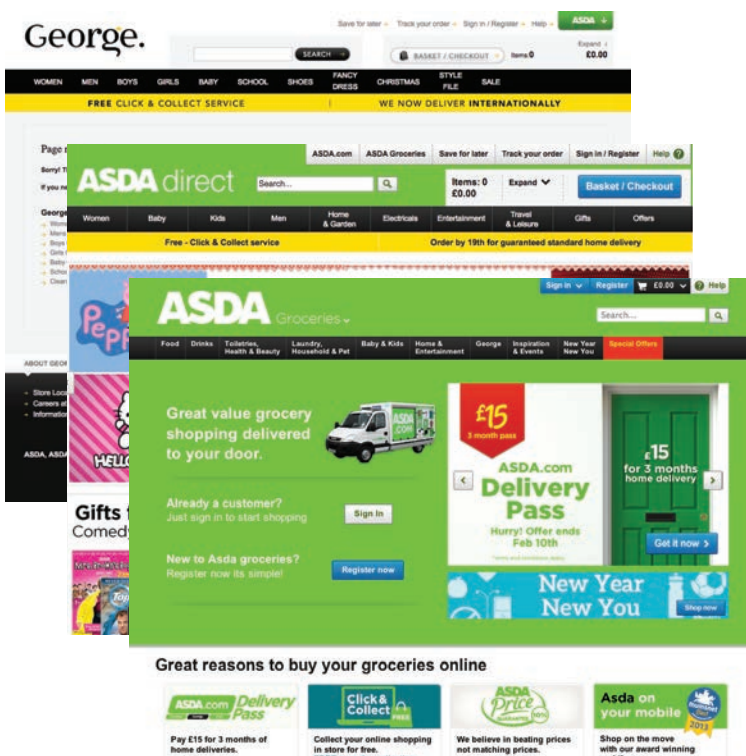 George.
Save for later
Track your order
Sign in / Register
Help
ASDA
SEARCH
BASKET / CHECKOUT
Items 0
Expand
£0.00
WOMEN MEN BOYS GIRLS BABY SCHOOL SHOES FANCY DRESS CHRISTMAS STYLE FILE SALE
FREE CLICK & COLLECT SERVICE | WE NOW DELIVER INTERNATIONALLY
Page
Sorry!
If you
George
ABOUT
Store
Careers
ASDA,
ASDA.com ASDA Groceries Save for later Track your order Sign in / Register Help ?
ASDA direct
Search...
Items: 0
£0.00
Expand
Basket / Checkout
Women Baby Kids Men Home & Garden Electricals Entertainment Travel & Leisure Gifts Offers
Free - Click & Collect service
Order by 19th for guaranteed standard home delivery
Gifts
Sign in Register £0.00 ? Help
ASDA Groceries
Search...
Food Drinks Toiletries, Health & Beauty Laundry, Household & Pet Baby & Kids Home & Entertainment George Inspiration & Events New Year New You Special Offers
Great value grocery
shopping delivered
to your door.
ASDA
.COM
Already a customer?
Just sign in to start shopping
Sign In
New to Asda groceries?
Register now its simple!
Register now
£15
3 month pass
ASDA.com
Delivery
Pass
Hurry! Offer ends
Feb 10th
£15
for 3 months
home delivery
Get it now >
New Year
New You
Shop now
Great reasons to buy your groceries online
ASDA.com Delivery Pass
Pay £15 for 3 months of
home deliveries.
Click &
Collect
FREE
Collect your online shopping
in store for free.
ASDA
Price
We believe in beating prices
not matching prices.
Asda on
your mobile
2013
Shop on the move
with our award winning